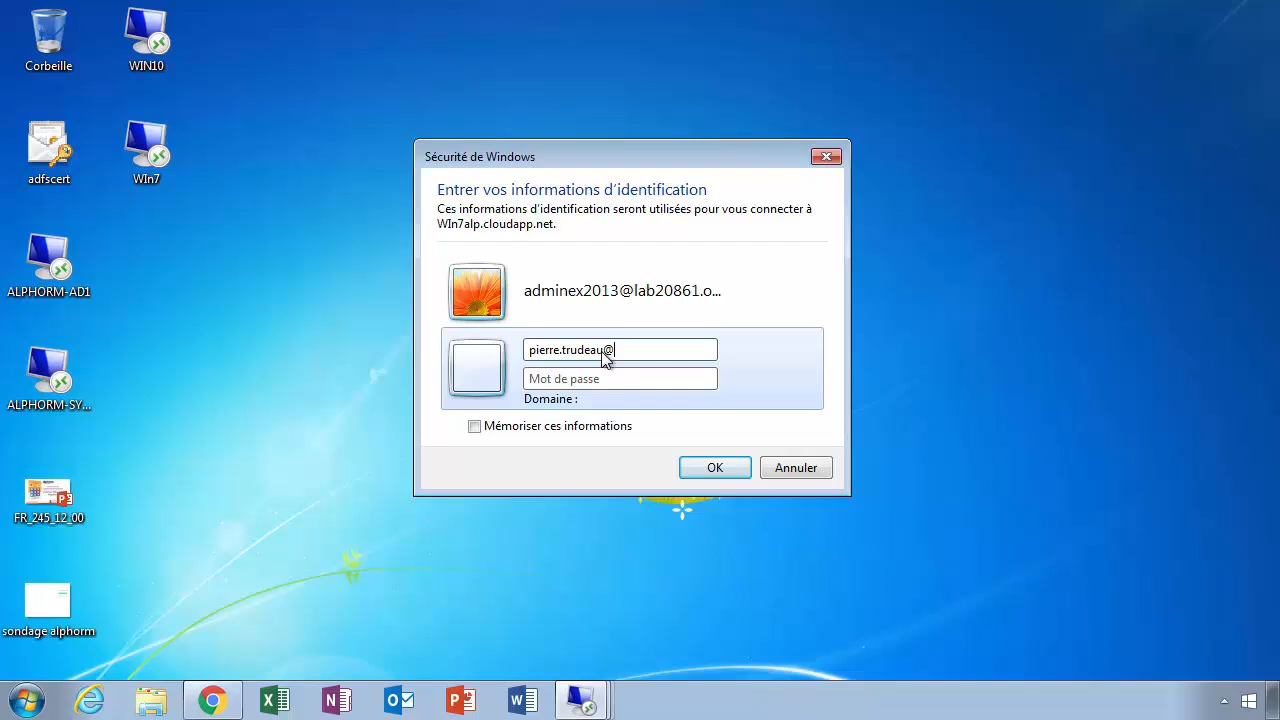 Corbeille
WIN10
adfscert
WIn7
ALPHORM-AD1
ALPHORM-SY...
FR_245_12_00
sondage alphorm
Sécurité de Windows
Entrer vos informations d'identification
Ces informations d'identification seront utilisées pour vous connecter à
WIn7alp.cloudapp.net.
adminex2013@lab20861.o...
pierre.trudeau@
Mot de passe
Domaine :
Mémoriser ces informations
OK
Annuler